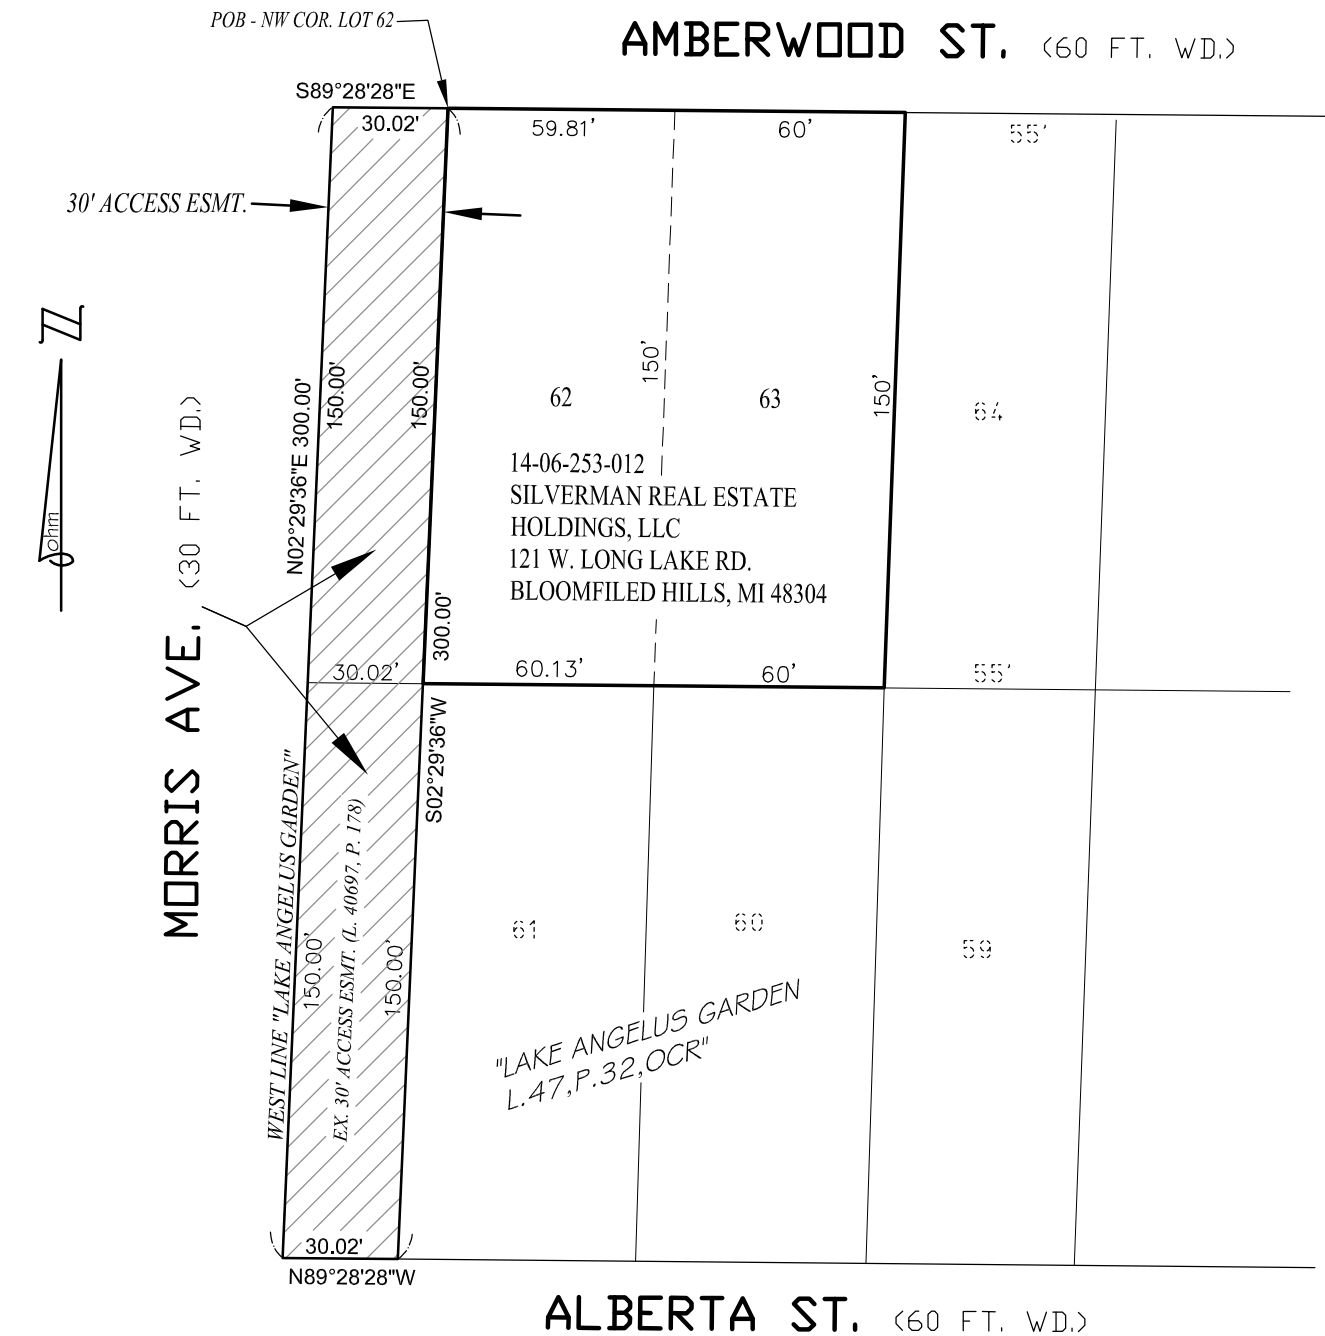 POB - NW COR. LOT 62
AMBERWOOD ST. (60 FT. WD.)
S89°28'28"E
30.02'
59.81'
60'
55'
30' ACCESS ESMT.
N
ohm
MORRIS AVE. (30 FT. WD.)
N02°29'36"E 300.00'
150.00'
150.00'
150'
150'
62
63
64
14-06-253-012
SILVERMAN REAL ESTATE
HOLDINGS, LLC
121 W. LONG LAKE RD.
BLOOMFILED HILLS, MI 48304
300.00'
30.02'
60.13'
60'
55'
S02°29'36"W
WEST LINE "LAKE ANGELUS GARDEN"
EX. 30' ACCESS ESMT. (L. 40697, P. 178)
150.00'
150.00'
61
60
59
"LAKE ANGELUS GARDEN
L.47,P.32,OCR"
30.02'
N89°28'28"W
ALBERTA ST. (60 FT. WD.)